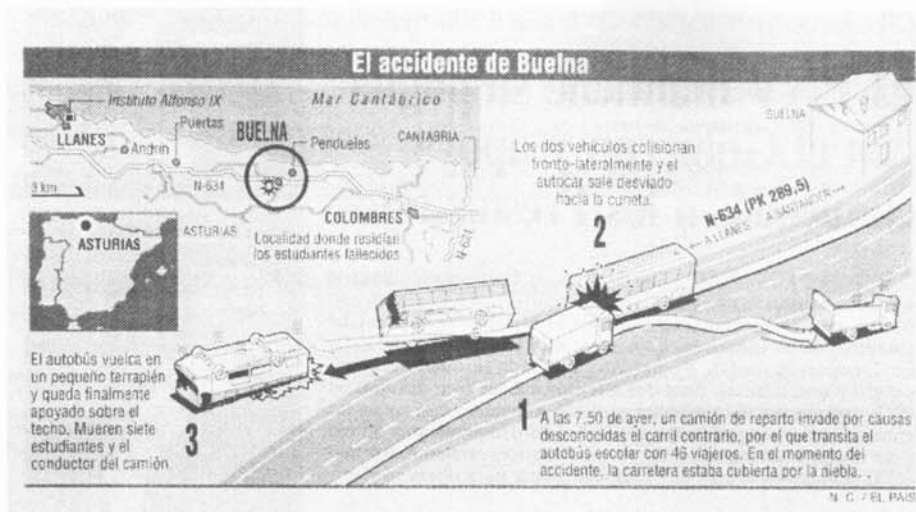 El accidente de Buelna
Instituto Alfonso IX
Mar Cantábrico
LLANES
Andrín
Puertas
BUELNA
Pendueles
CANTABRIA
N-634
3 km
COLOMBRES
ASTURIAS
N-621
Localidad donde residían
los estudiantes fallecidos
ASTURIAS
BUELNA
Los dos vehículos colisionan
fronto-lateralmente y el
autocar sale desviado
hacia la cuneta.
2
N-634 (PK 289,5)
A LLANES
A SANTANDER
El autobús vuelca en
un pequeño terraplén
y queda finalmente
apoyado sobre el
techo. Mueren siete
estudiantes y el
conductor del camión.
3
1
A las 7.50 de ayer, un camión de reparto invade por causas
desconocidas el carril contrario, por el que transita el
autobús escolar con 46 viajeros. En el momento del
accidente, la carretera estaba cubierta por la niebla.
N. C. / EL PAÍS